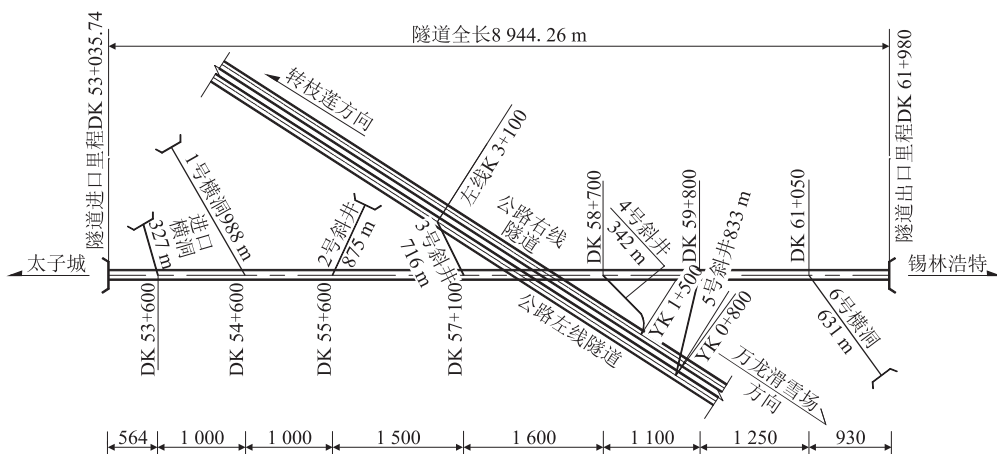 隧道全长8 944. 26 m
隧道进口里程DK 53+035.74
隧道出口里程DK 61+980
转枝莲方向
左线K 3+100
1号横洞988 m
进口
横洞
327 m
2号斜井
875 m
3号斜井
716 m
公路右线
隧道
DK 58+700
4号斜井
342 m
DK 59+800
5号斜井833 m
DK 61+050
太子城
锡林浩特
DK 53+600
DK 54+600
DK 55+600
DK 57+100
公路左线隧道
YK 1+500
YK 0+800
6号横洞
631 m
万龙滑雪场
方向
564
1 000
1 000
1 500
1 600
1 100
1 250
930